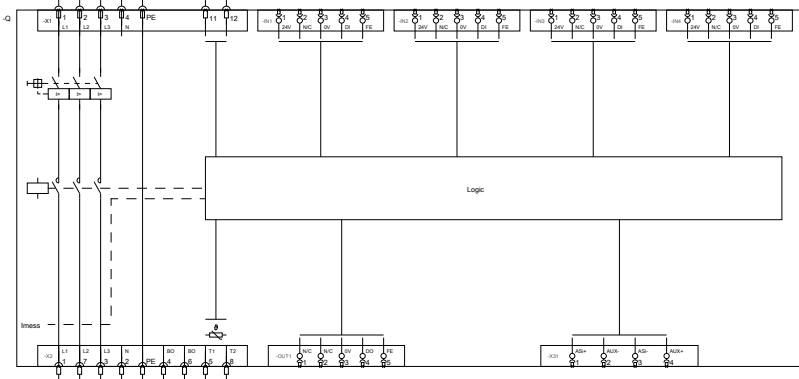 -Q
-X1 1 2 3 4 PE 11 12
L1 L2 L3 N
-IN1 1 2 3 4 5
24V N/C 0V DI FE
-IN2 1 2 3 4 5
24V N/C 0V DI FE
-IN3 1 2 3 4 5
24V N/C 0V DI FE
-IN4 1 2 3 4 5
24V N/C 0V DI FE
I> I> I>
Logic
Imess
ϑ
L1 L2 L3 N BO BO T1 T2
-X2 1 7 3 2 PE 4 6 5 8
N/C N/C 0V DO FE
-OUT1 1 2 3 4 5
ASi+ AUX- ASi- AUX+
-X31 1 2 3 4